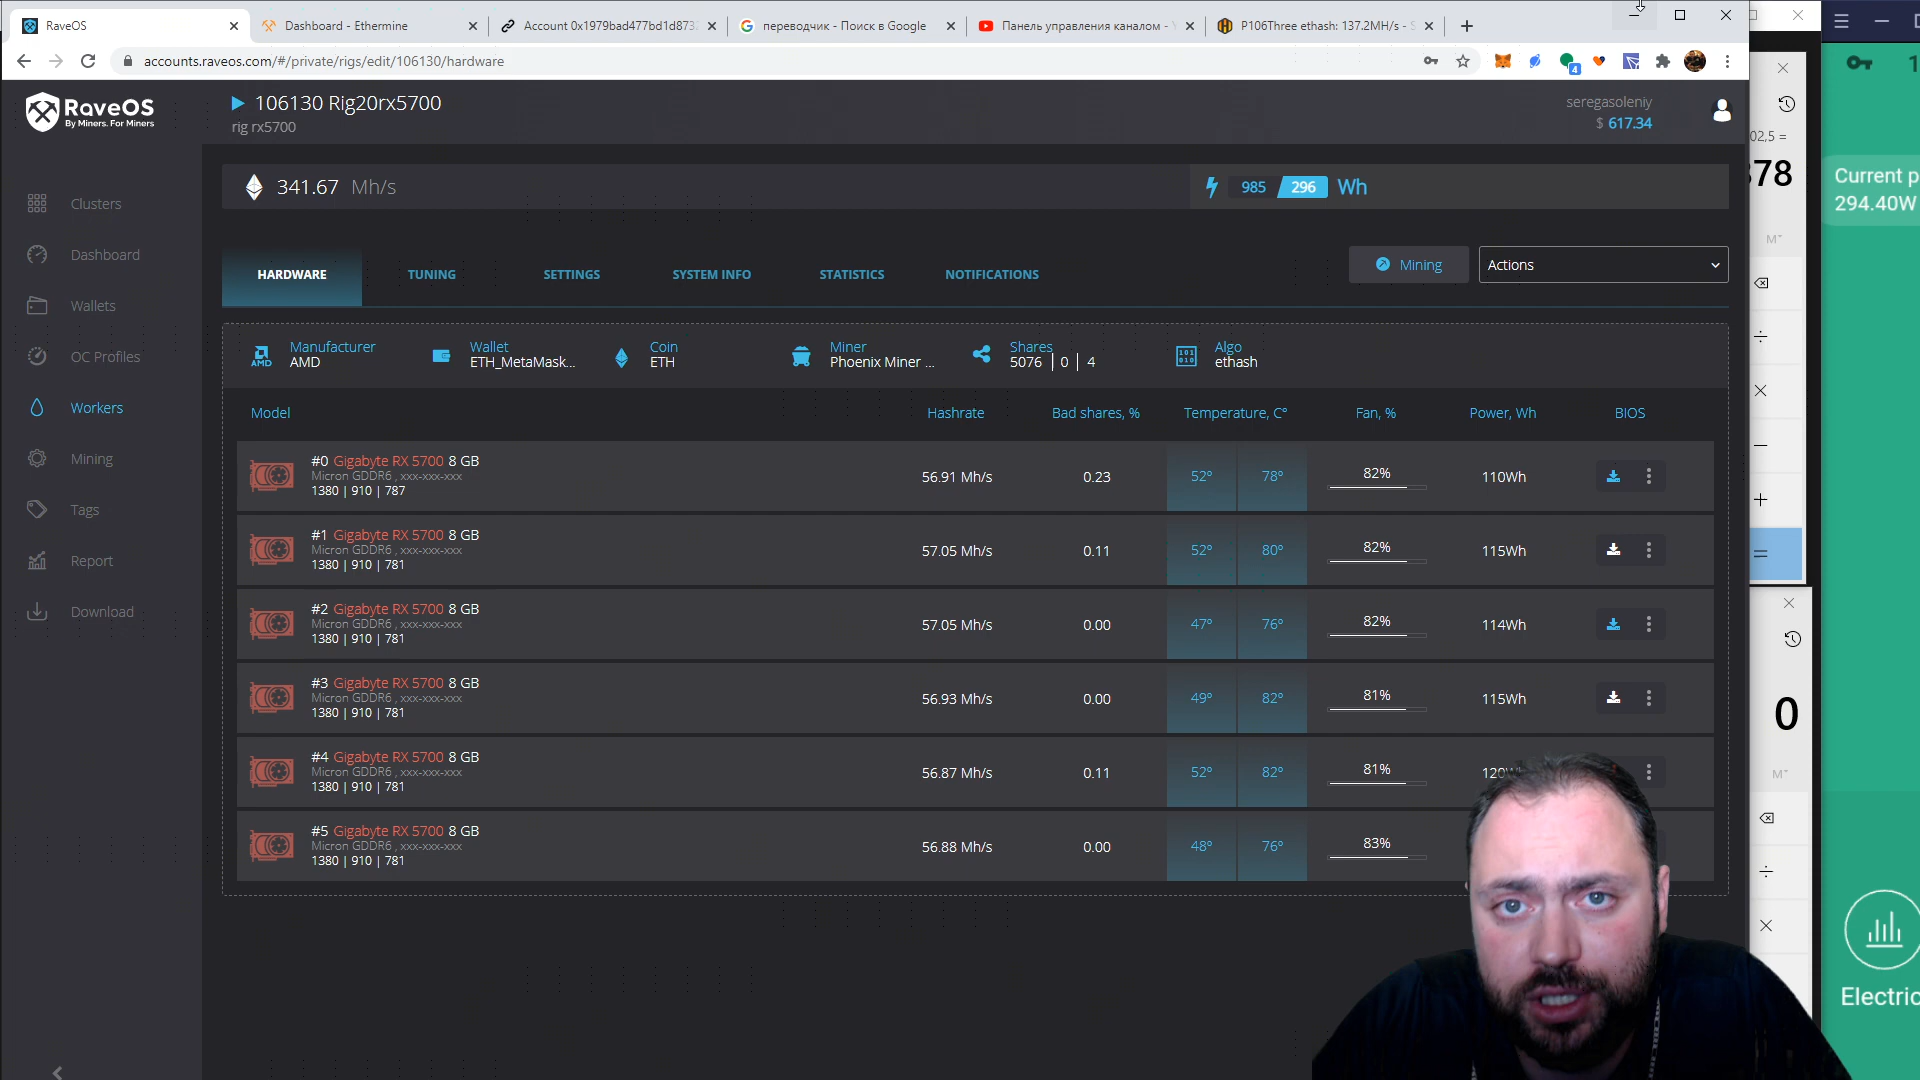 RaveOS
Dashboard - Ethermine
Account 0x1979bad477bd1d873
переводчик - Поиск в Google
Панель управления каналом -
P106Three ethash: 137.2MH/s - S
accounts.raveos.com/#/private/rigs/edit/106130/hardware
4
RaveOS
By Miners. For Miners
106130 Rig20rx5700
rig rx5700
seregasoleniy
$ 617.34
02,5 =
378
Current p
294.40W
341.67 Mh/s
985 296 Wh
Clusters
Dashboard
Wallets
OC Profiles
Workers
Mining
Tags
Report
Download
HARDWARE
TUNING
SETTINGS
SYSTEM INFO
STATISTICS
NOTIFICATIONS
Mining
Actions
Manufacturer
AMD
AMD
Wallet
ETH_MetaMask...
Coin
ETH
Miner
Phoenix Miner ...
Shares
5076 | 0 | 4
101
010
Algo
ethash
Model Hashrate Bad shares, % Temperature, C° Fan, % Power, Wh BIOS
#0 Gigabyte RX 5700 8 GB
Micron GDDR6 , xxx-xxx-xxx
1380 | 910 | 787
56.91 Mh/s 0.23 52° 78° 82% 110Wh
#1 Gigabyte RX 5700 8 GB
Micron GDDR6 , xxx-xxx-xxx
1380 | 910 | 781
57.05 Mh/s 0.11 52° 80° 82% 115Wh
#2 Gigabyte RX 5700 8 GB
Micron GDDR6 , xxx-xxx-xxx
1380 | 910 | 781
57.05 Mh/s 0.00 47° 76° 82% 114Wh
#3 Gigabyte RX 5700 8 GB
Micron GDDR6 , xxx-xxx-xxx
1380 | 910 | 781
56.93 Mh/s 0.00 49° 82° 81% 115Wh
#4 Gigabyte RX 5700 8 GB
Micron GDDR6 , xxx-xxx-xxx
1380 | 910 | 781
56.87 Mh/s 0.11 52° 82° 81% 120W
#5 Gigabyte RX 5700 8 GB
Micron GDDR6 , xxx-xxx-xxx
1380 | 910 | 781
56.88 Mh/s 0.00 48° 76° 83%
0
Electric